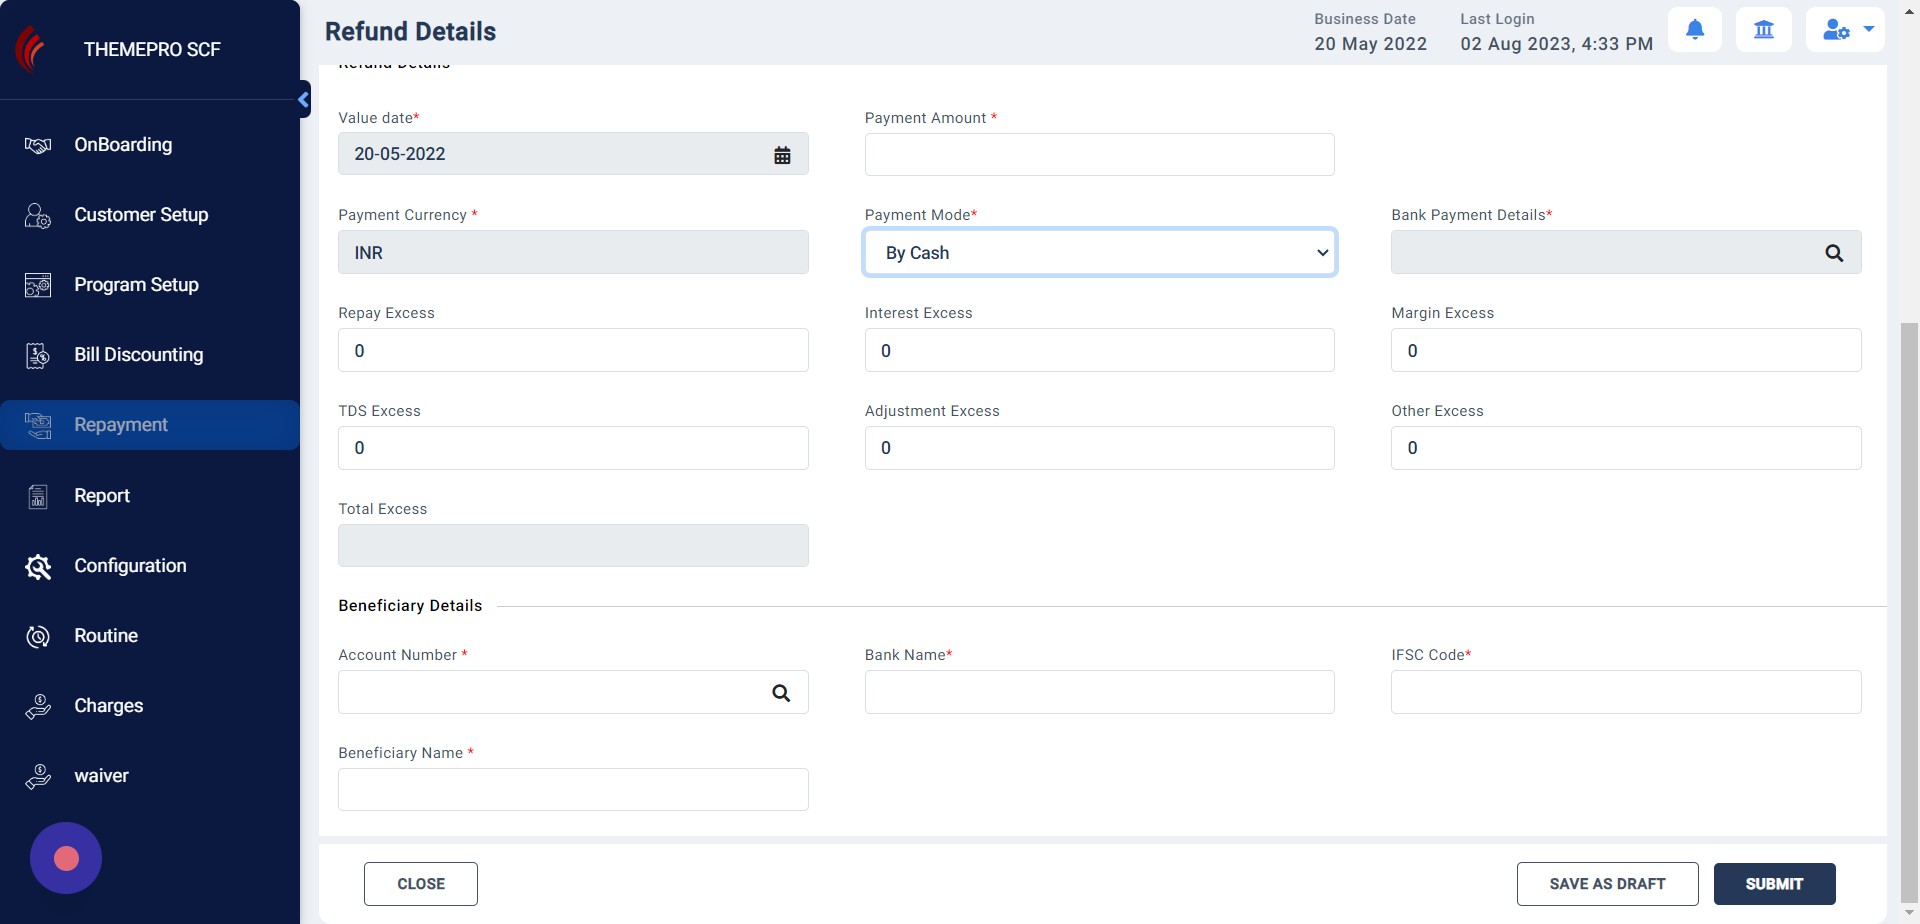 THEMEPRO SCF
OnBoarding
Customer Setup
Program Setup
Bill Discounting
Repayment
Report
Configuration
Routine
Charges
waiver
Refund Details
Business Date
20 May 2022
Last Login
02 Aug 2023, 4:33 PM
Refund Details
Value date*
20-05-2022
Payment Amount *
Payment Currency *
INR
Payment Mode*
By Cash
Bank Payment Details*
Repay Excess
0
Interest Excess
0
Margin Excess
0
TDS Excess
0
Adjustment Excess
0
Other Excess
0
Total Excess
Beneficiary Details
Account Number *
Bank Name*
IFSC Code*
Beneficiary Name *
CLOSE
SAVE AS DRAFT
SUBMIT